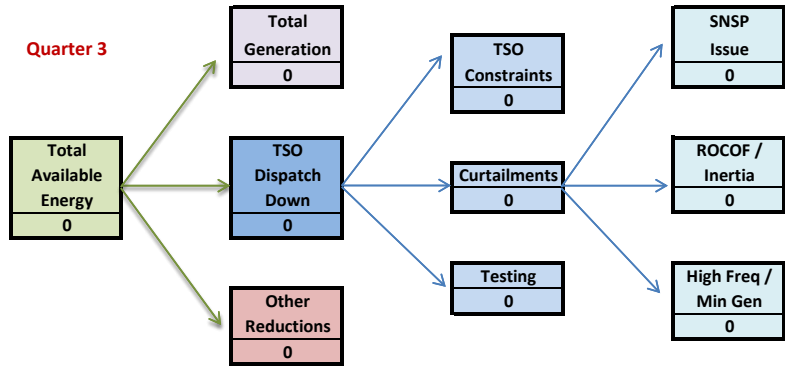 Quarter 3
Total
Available
Energy
0
Total
Generation
0
TSO
Dispatch
Down
0
Other
Reductions
0
TSO
Constraints
0
Curtailments
0
Testing
0
SNSP
Issue
0
ROCOF /
Inertia
0
High Freq /
Min Gen
0